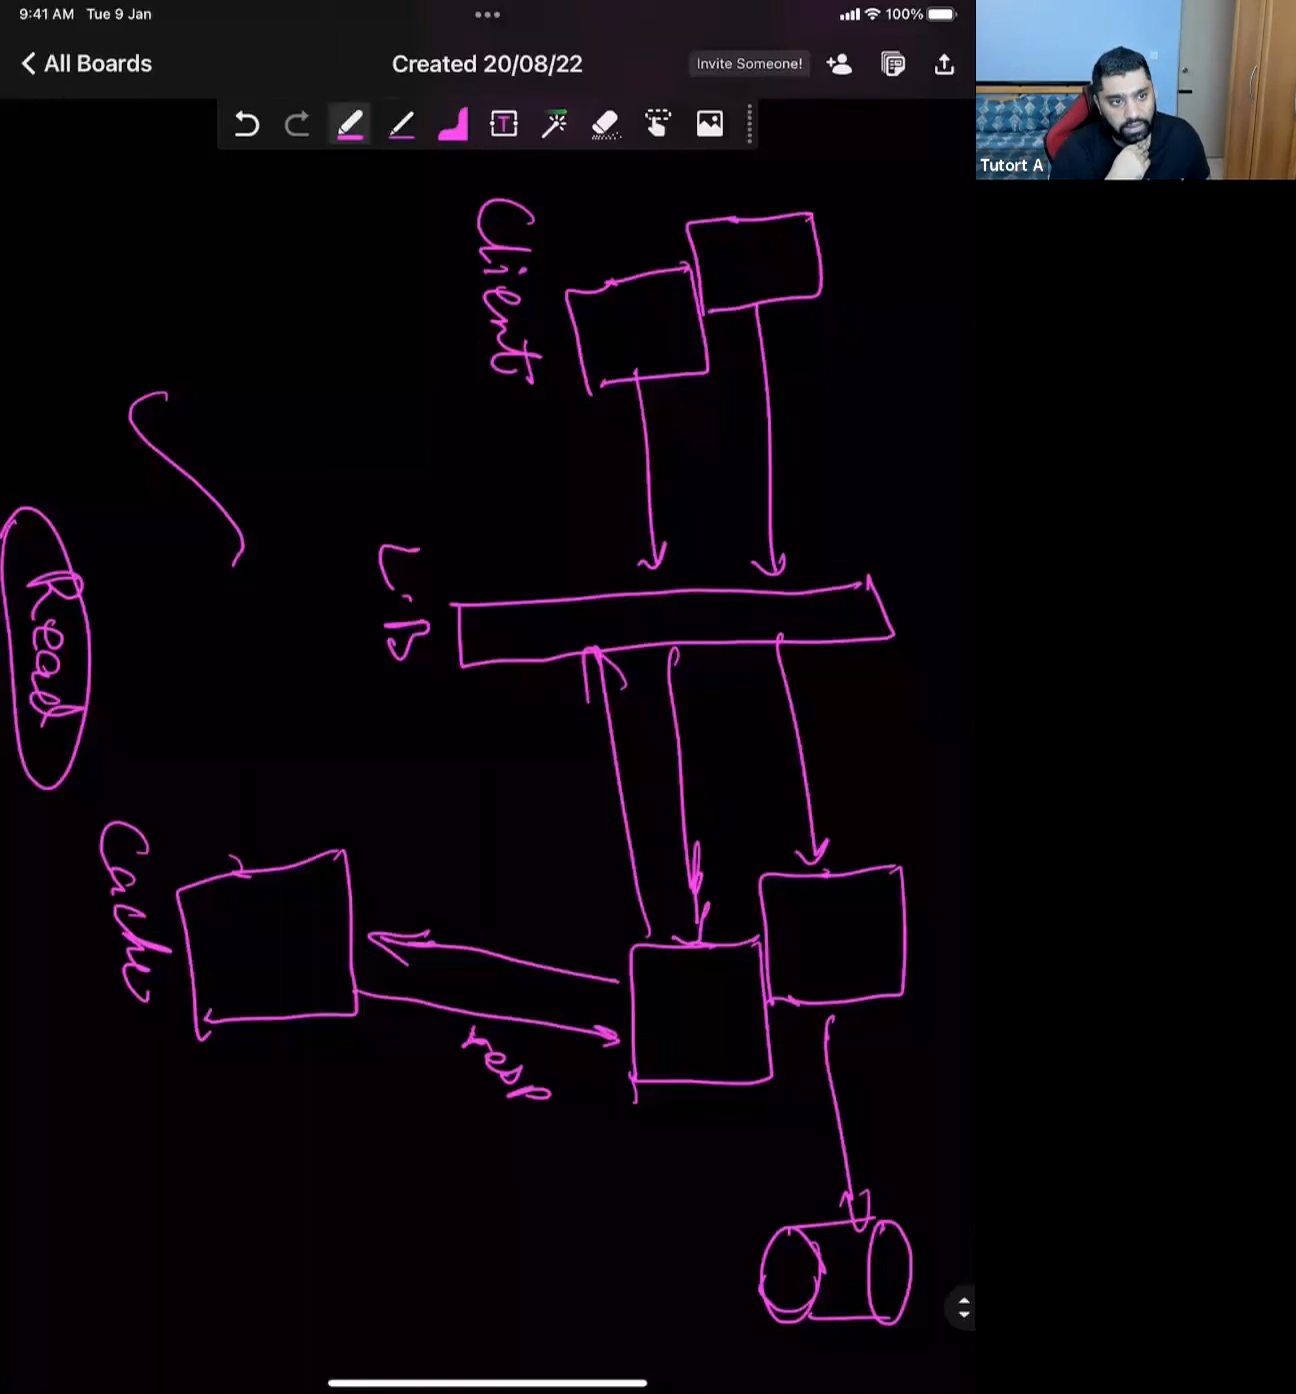 9:41 AM Tue 9 Jan
100%
All Boards
Created 20/08/22
Invite Someone!
T
Tutort A
Client
L.B
Read
Cache
resp